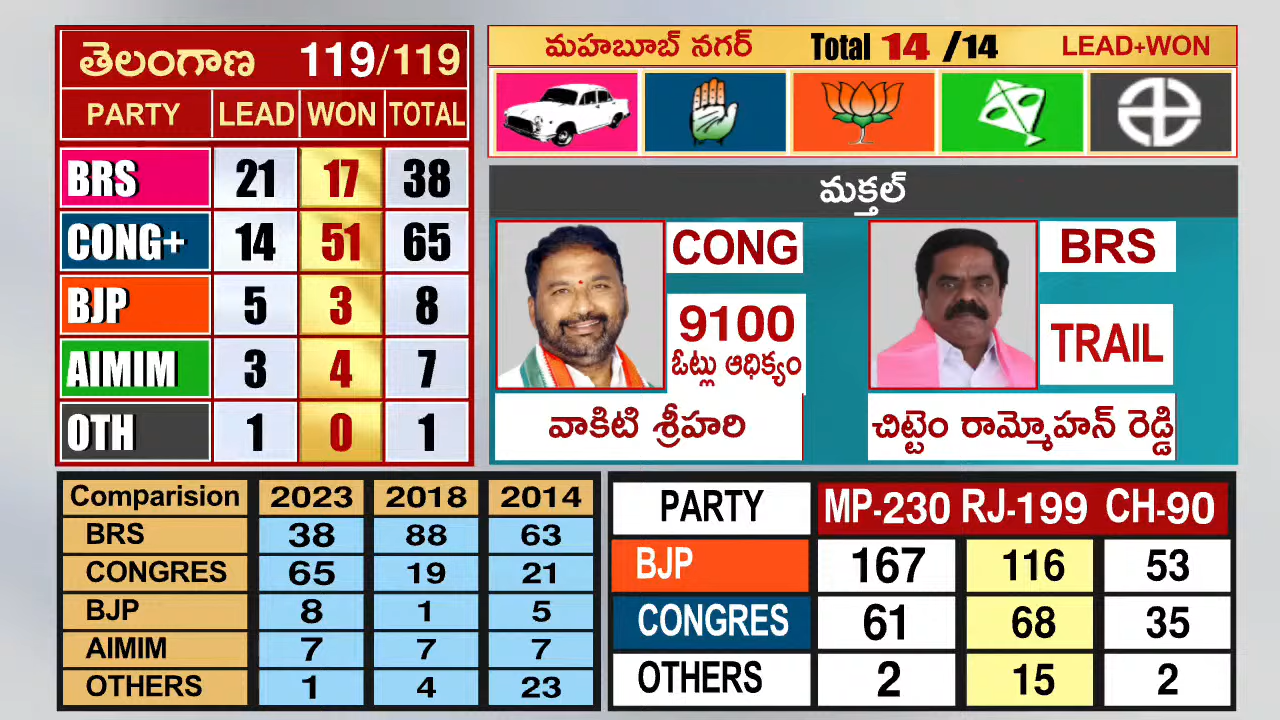 తెలంగాణ 119/119
PARTY LEAD WON TOTAL
BRS 21 17 38
CONG+ 14 51 65
BJP 5 3 8
AIMIM 3 4 7
OTH 1 0 1
మహబూబ్ నగర్ Total 14 /14 LEAD+WON
మక్తల్
CONG
9100
ఓట్లు ఆధిక్యం
వాకిటి శ్రీహరి
BRS
TRAIL
చిట్టెం రామ్మోహన్ రెడ్డి
Comparision 2023 2018 2014
BRS 38 88 63
CONGRES 65 19 21
BJP 8 1 5
AIMIM 7 7 7
OTHERS 1 4 23
PARTY MP-230 RJ-199 CH-90
BJP 167 116 53
CONGRES 61 68 35
OTHERS 2 15 2